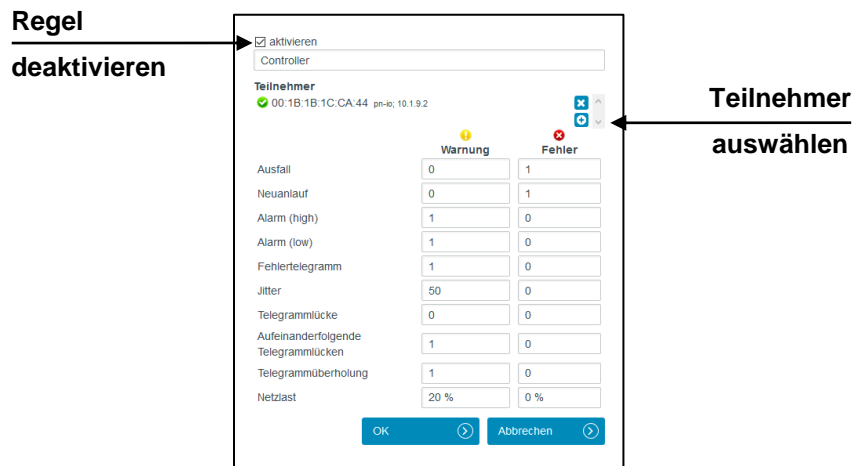 Regel
deaktivieren
aktivieren
Controller
Teilnehmer
00:1B:1B:1C:CA:44 pn-io; 10.1.9.2
Teilnehmer
auswählen
Warnung Fehler
Ausfall 0 1
Neuanlauf 0 1
Alarm (high) 1 0
Alarm (low) 1 0
Fehlertelegramm 1 0
Jitter 50 0
Telegrammlücke 0 0
Aufeinanderfolgende
Telegrammlücken 1 0
Telegrammüberholung 1 0
Netzlast 20 % 0 %
OK Abbrechen